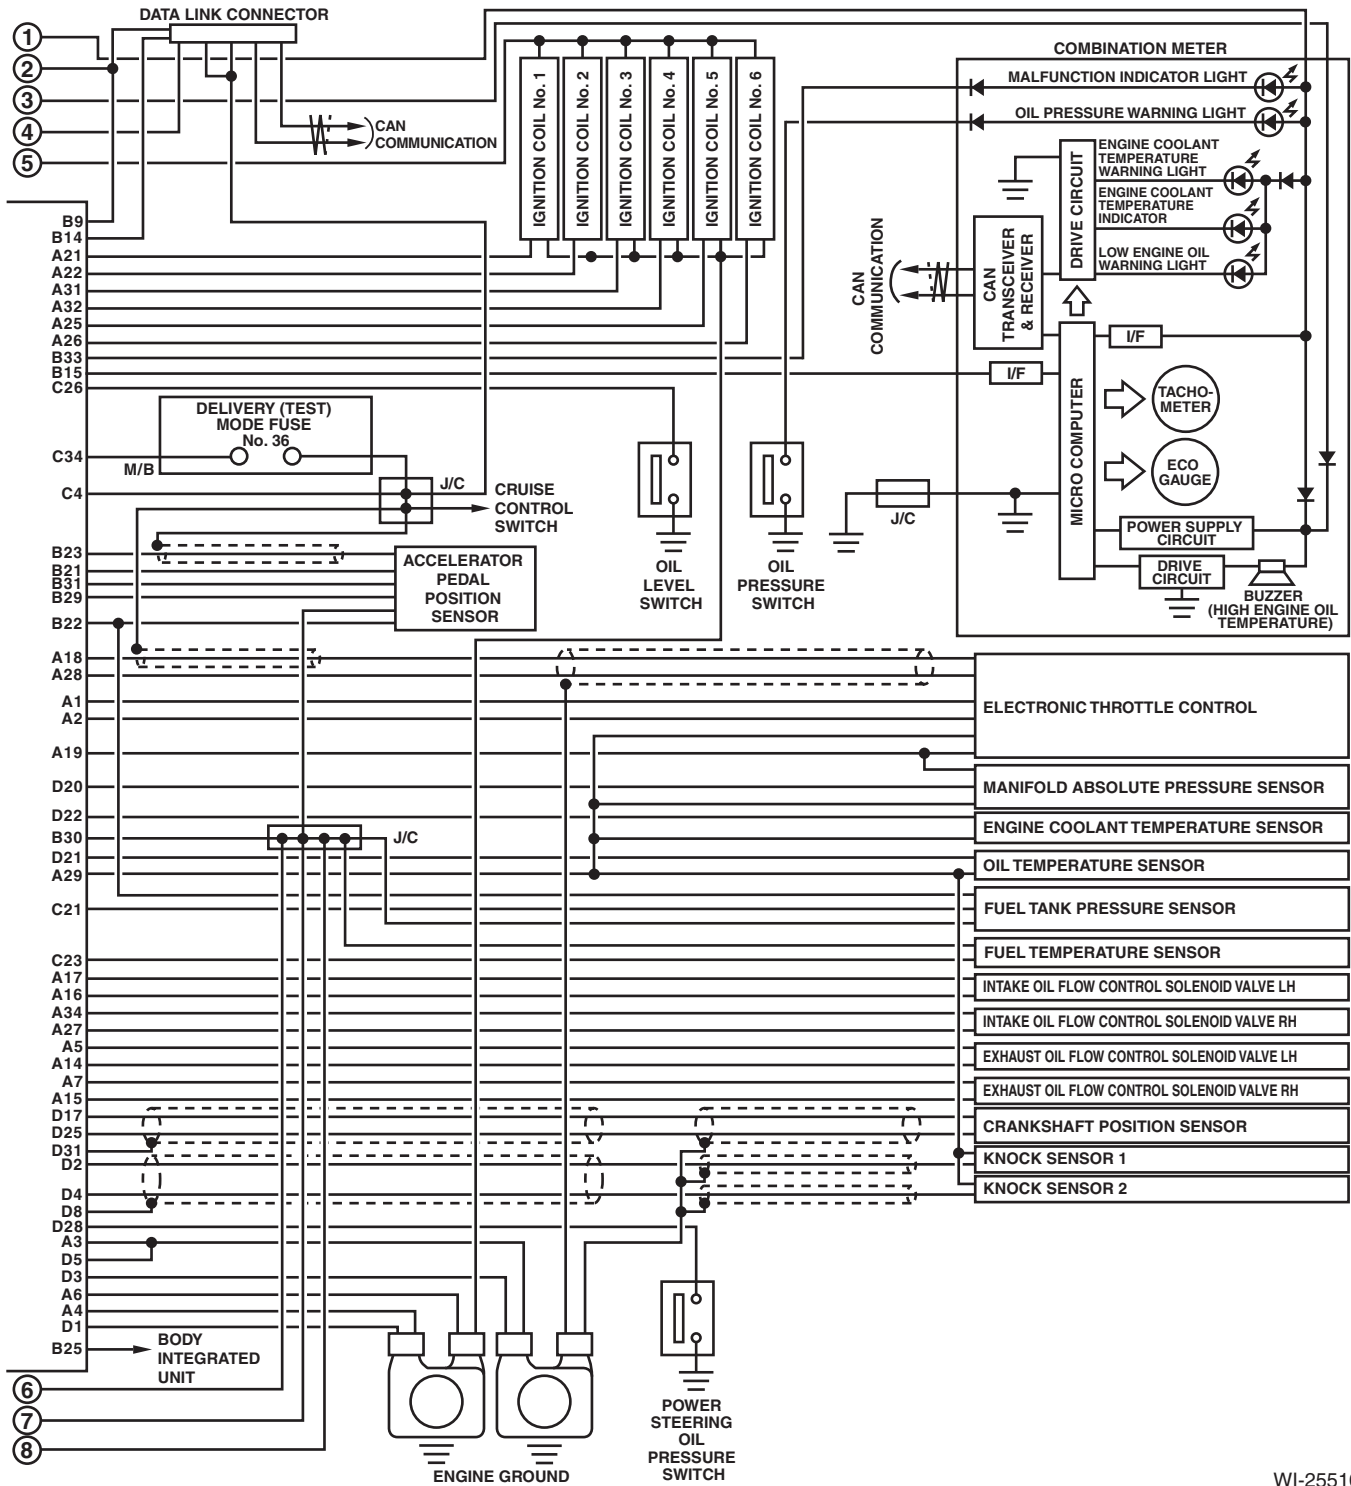 DATA LINK CONNECTOR
1
2
3
4
5
CAN
COMMUNICATION
IGNITION COIL No. 1
IGNITION COIL No. 2
IGNITION COIL No. 3
IGNITION COIL No. 4
IGNITION COIL No. 5
IGNITION COIL No. 6
COMBINATION METER
MALFUNCTION INDICATOR LIGHT
OIL PRESSURE WARNING LIGHT
DRIVE CIRCUIT
ENGINE COOLANT
TEMPERATURE
WARNING LIGHT
ENGINE COOLANT
TEMPERATURE
INDICATOR
LOW ENGINE OIL
WARNING LIGHT
CAN
COMMUNICATION
CAN
TRANSCEIVER
& RECEIVER
I/F
I/F
MICRO COMPUTER
TACHO-
METER
ECO
GAUGE
J/C
POWER SUPPLY
CIRCUIT
DRIVE
CIRCUIT
BUZZER
(HIGH ENGINE OIL
TEMPERATURE)
B9
B14
A21
A22
A31
A32
A25
A26
B33
B15
C26
C34
C4
B23
B21
B31
B29
B22
A18
A28
A1
A2
A19
D20
D22
B30
D21
A29
C21
C23
A17
A16
A34
A27
A5
A14
A7
A15
D17
D25
D31
D2
D4
D8
D28
A3
D5
D3
A6
A4
D1
B25
DELIVERY (TEST)
MODE FUSE
No. 36
M/B
J/C
CRUISE
CONTROL
SWITCH
ACCELERATOR
PEDAL
POSITION
SENSOR
OIL
LEVEL
SWITCH
OIL
PRESSURE
SWITCH
J/C
ELECTRONIC THROTTLE CONTROL
MANIFOLD ABSOLUTE PRESSURE SENSOR
ENGINE COOLANT TEMPERATURE SENSOR
OIL TEMPERATURE SENSOR
FUEL TANK PRESSURE SENSOR
FUEL TEMPERATURE SENSOR
INTAKE OIL FLOW CONTROL SOLENOID VALVE LH
INTAKE OIL FLOW CONTROL SOLENOID VALVE RH
EXHAUST OIL FLOW CONTROL SOLENOID VALVE LH
EXHAUST OIL FLOW CONTROL SOLENOID VALVE RH
CRANKSHAFT POSITION SENSOR
KNOCK SENSOR 1
KNOCK SENSOR 2
BODY
INTEGRATED
UNIT
6
7
8
ENGINE GROUND
POWER
STEERING
OIL
PRESSURE
SWITCH
WI-25510